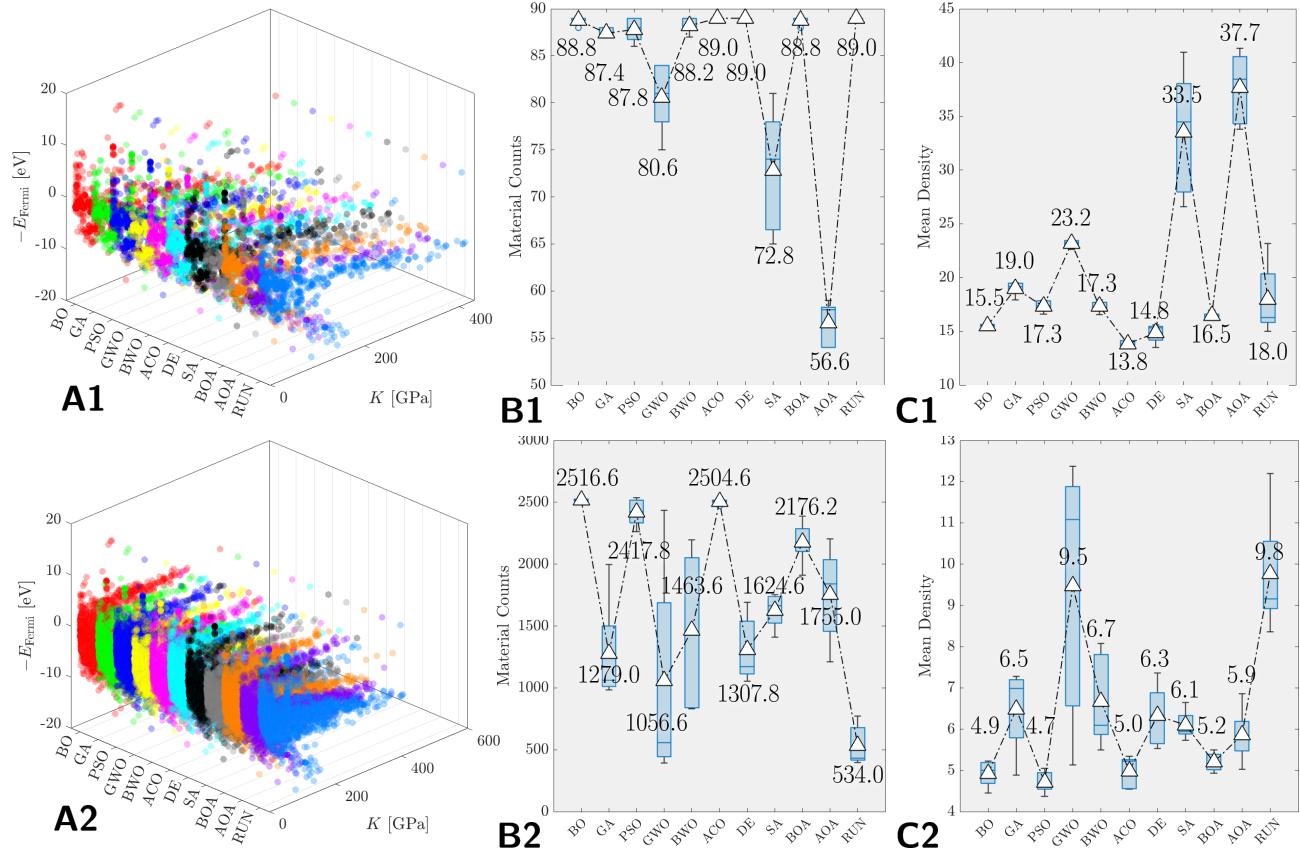 20
10
0
-10
-20
−E_Fermi [eV]
BO
GA
PSO
GWO
BWO
ACO
DE
SA
BOA
AOA
RUN
0
200
400
K [GPa]
A1
90
85
80
75
70
65
60
55
50
Material Counts
88.8
87.4
87.8
80.6
88.2
89.0
89.0
72.8
88.8
56.6
89.0
BO
GA
PSO
GWO
BWO
ACO
DE
SA
BOA
AOA
RUN
B1
45
40
35
30
25
20
15
10
Mean Density
15.5
19.0
17.3
23.2
17.3
13.8
14.8
33.5
16.5
37.7
18.0
BO
GA
PSO
GWO
BWO
ACO
DE
SA
BOA
AOA
RUN
C1
20
10
0
-10
-20
−E_Fermi [eV]
BO
GA
PSO
GWO
BWO
ACO
DE
SA
BOA
AOA
RUN
0
200
400
600
K [GPa]
A2
3000
2500
2000
1500
1000
500
0
Material Counts
2516.6
1279.0
2417.8
1056.6
1463.6
2504.6
1307.8
1624.6
2176.2
1755.0
534.0
BO
GA
PSO
GWO
BWO
ACO
DE
SA
BOA
AOA
RUN
B2
13
12
11
10
9
8
7
6
5
4
Mean Density
4.9
6.5
4.7
9.5
6.7
5.0
6.3
6.1
5.2
5.9
9.8
BO
GA
PSO
GWO
BWO
ACO
DE
SA
BOA
AOA
RUN
C2